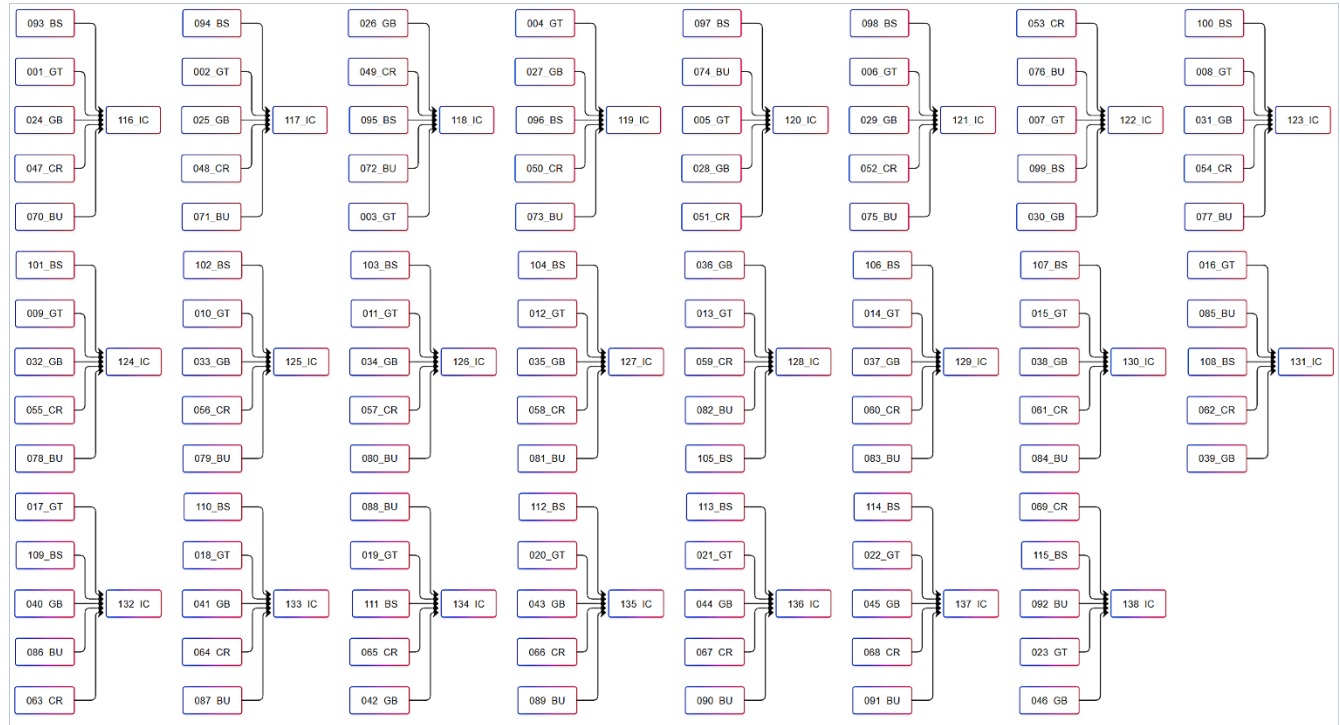 093_BS 094_BS 026_GB 004_GT 097_BS 098_BS 053_CR 100_BS
001_GT 002_GT 049_CR 027_GB 074_BU 006_GT 076_BU 008_GT
024_GB 116_IC 025_GB 117_IC 095_BS 118_IC 096_BS 119_IC 005_GT 120_IC 029_GB 121_IC 007_GT 122_IC 031_GB 123_IC
047_CR 048_CR 072_BU 050_CR 028_GB 052_CR 099_BS 054_CR
070_BU 071_BU 003_GT 073_BU 051_CR 075_BU 030_GB 077_BU
101_BS 102_BS 103_BS 104_BS 036_GB 106_BS 107_BS 016_GT
009_GT 010_GT 011_GT 012_GT 013_GT 014_GT 015_GT 085_BU
032_GB 124_IC 033_GB 125_IC 034_GB 126_IC 035_GB 127_IC 059_CR 128_IC 037_GB 129_IC 038_GB 130_IC 108_BS 131_IC
055_CR 056_CR 057_CR 058_CR 082_BU 060_CR 061_CR 062_CR
078_BU 079_BU 080_BU 081_BU 105_BS 083_BU 084_BU 039_GB
017_GT 110_BS 088_BU 112_BS 113_BS 114_BS 069_CR
109_BS 018_GT 019_GT 020_GT 021_GT 022_GT 115_BS
040_GB 132_IC 041_GB 133_IC 111_BS 134_IC 043_GB 135_IC 044_GB 136_IC 045_GB 137_IC 092_BU 138_IC
086_BU 064_CR 065_CR 066_CR 067_CR 068_CR 023_GT
063_CR 087_BU 042_GB 089_BU 090_BU 091_BU 046_GB